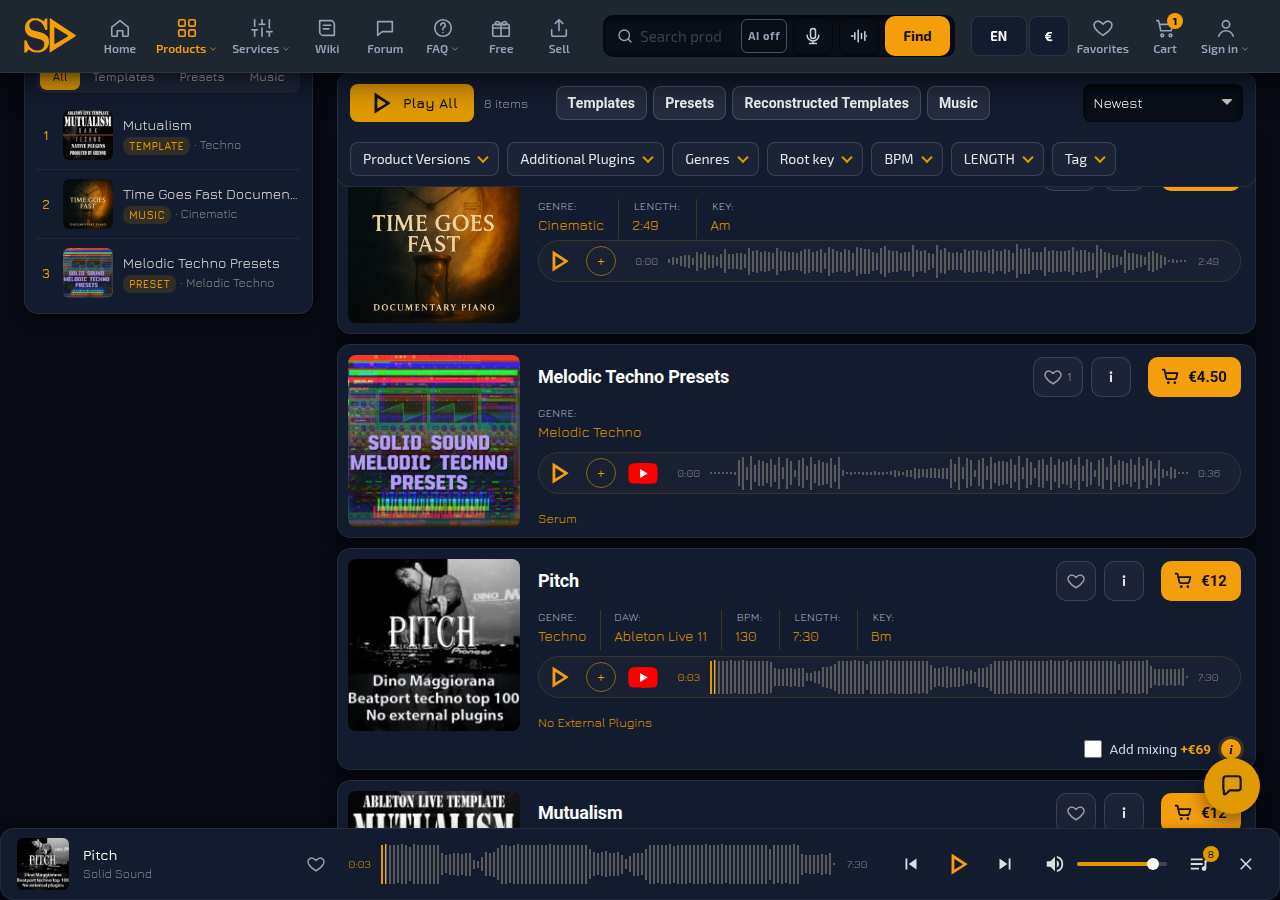 SD
Home
Products
Services
Wiki
Forum
FAQ
Free
Sell
Search prod
AI off
Find
EN
€
Favorites
1
Cart
Sign in
All
Templates
Presets
Music
1
Mutualism
TEMPLATE · Techno
2
Time Goes Fast Documen...
MUSIC · Cinematic
3
Melodic Techno Presets
PRESET · Melodic Techno
Play All
8 items
Templates
Presets
Reconstructed Templates
Music
Newest
Product Versions
Additional Plugins
Genres
Root key
BPM
LENGTH
Tag
TIME GOES
FAST
DOCUMENTARY PIANO
GENRE:
Cinematic
LENGTH:
2:49
KEY:
Am
+
0:00
2:49
SOLID SOUND
MELODIC TECHNO
PRESETS
Melodic Techno Presets
1
i
€4.50
GENRE:
Melodic Techno
+
0:00
0:36
Serum
PITCH
Dino Maggiorana
Beatport techno top 100
No external plugins
Pitch
i
€12
GENRE:
Techno
DAW:
Ableton Live 11
BPM:
130
LENGTH:
7:30
KEY:
Bm
+
0:03
7:30
No External Plugins
Add mixing +€69
i
ABLETON LIVE TEMPLATE
MUTUALISM
Mutualism
i
€12
Pitch
Solid Sound
0:03
7:30
8